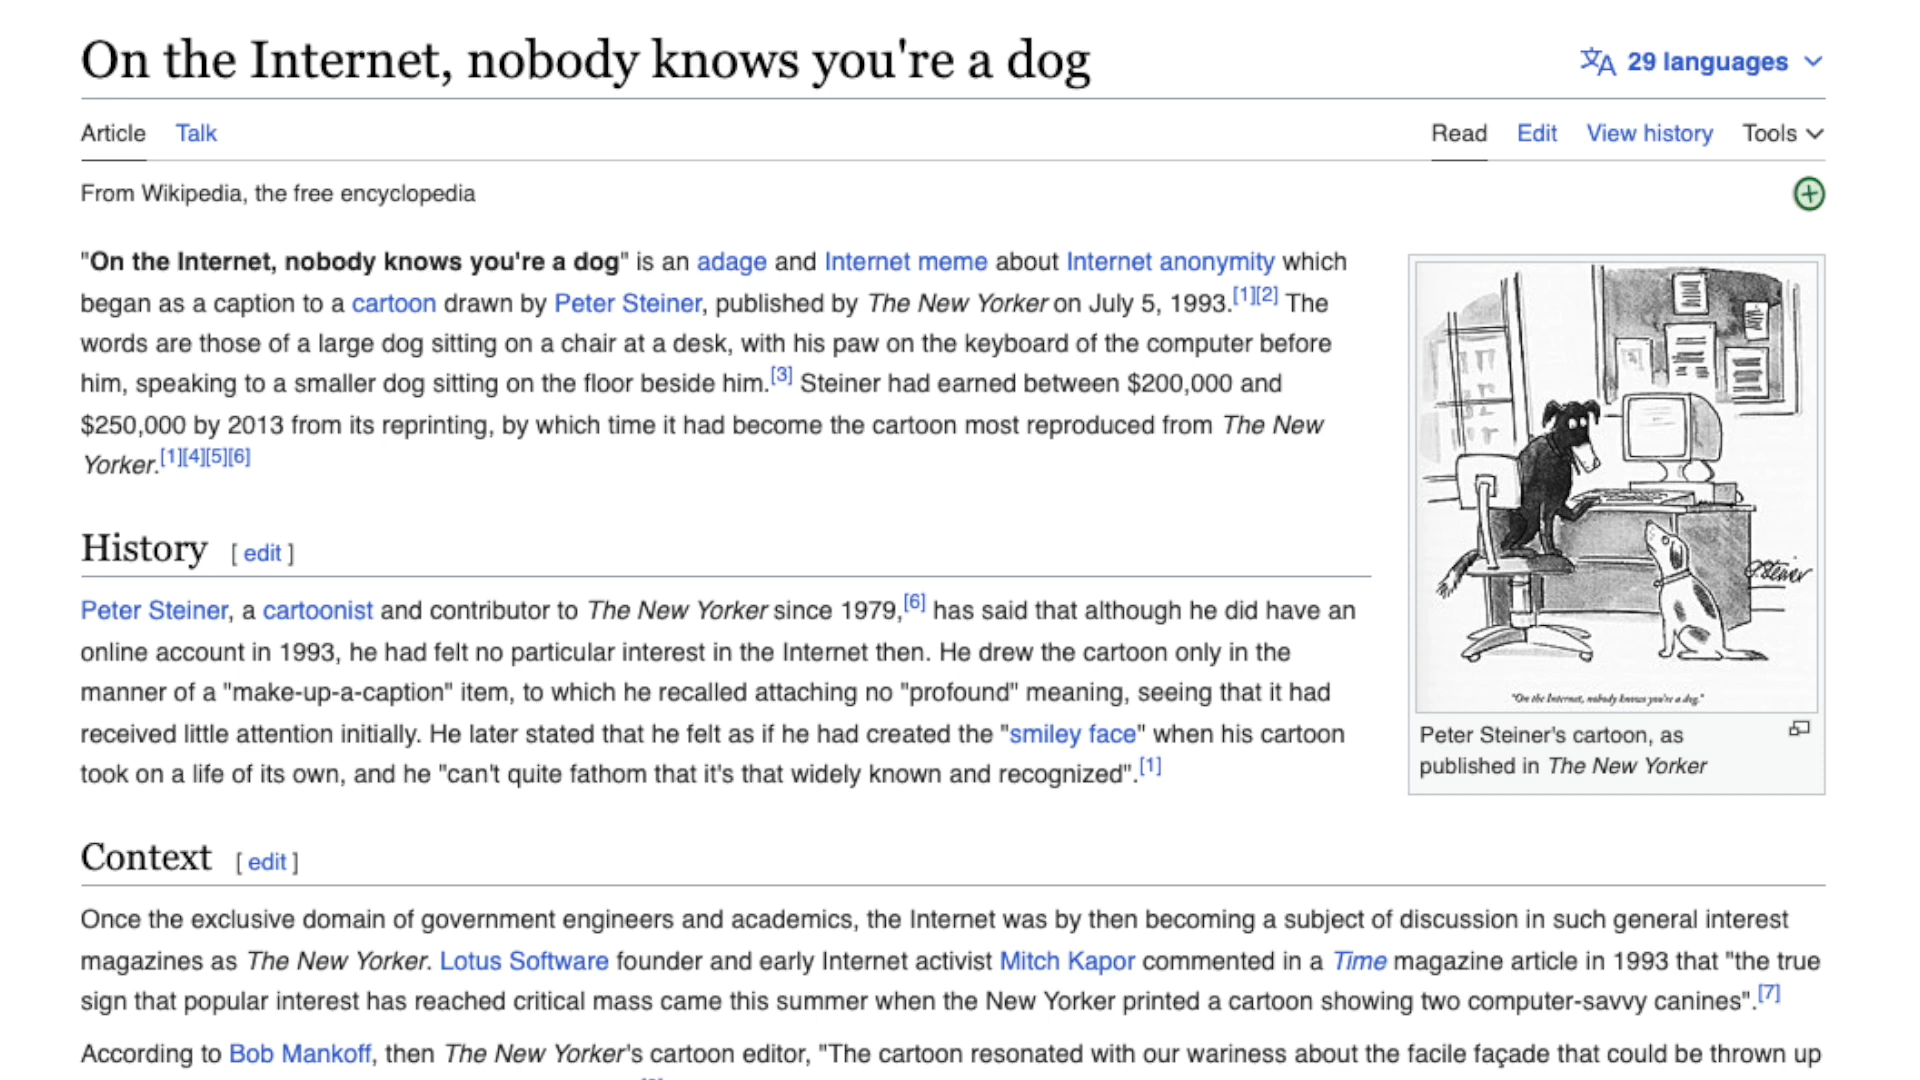 On the Internet, nobody knows you're a dog
29 languages
Article Talk
Read Edit View history Tools
From Wikipedia, the free encyclopedia
"On the Internet, nobody knows you're a dog" is an adage and Internet meme about Internet anonymity which
began as a caption to a cartoon drawn by Peter Steiner, published by The New Yorker on July 5, 1993.[1][2] The
words are those of a large dog sitting on a chair at a desk, with his paw on the keyboard of the computer before
him, speaking to a smaller dog sitting on the floor beside him.[3] Steiner had earned between $200,000 and
$250,000 by 2013 from its reprinting, by which time it had become the cartoon most reproduced from The New
Yorker.[1][4][5][6]
P. Steiner
"On the Internet, nobody knows you're a dog."
Peter Steiner's cartoon, as
published in The New Yorker
History [ edit ]
Peter Steiner, a cartoonist and contributor to The New Yorker since 1979,[6] has said that although he did have an
online account in 1993, he had felt no particular interest in the Internet then. He drew the cartoon only in the
manner of a "make-up-a-caption" item, to which he recalled attaching no "profound" meaning, seeing that it had
received little attention initially. He later stated that he felt as if he had created the "smiley face" when his cartoon
took on a life of its own, and he "can't quite fathom that it's that widely known and recognized".[1]
Context [ edit ]
Once the exclusive domain of government engineers and academics, the Internet was by then becoming a subject of discussion in such general interest
magazines as The New Yorker. Lotus Software founder and early Internet activist Mitch Kapor commented in a Time magazine article in 1993 that "the true
sign that popular interest has reached critical mass came this summer when the New Yorker printed a cartoon showing two computer-savvy canines".[7]
According to Bob Mankoff, then The New Yorker's cartoon editor, "The cartoon resonated with our wariness about the facile façade that could be thrown up